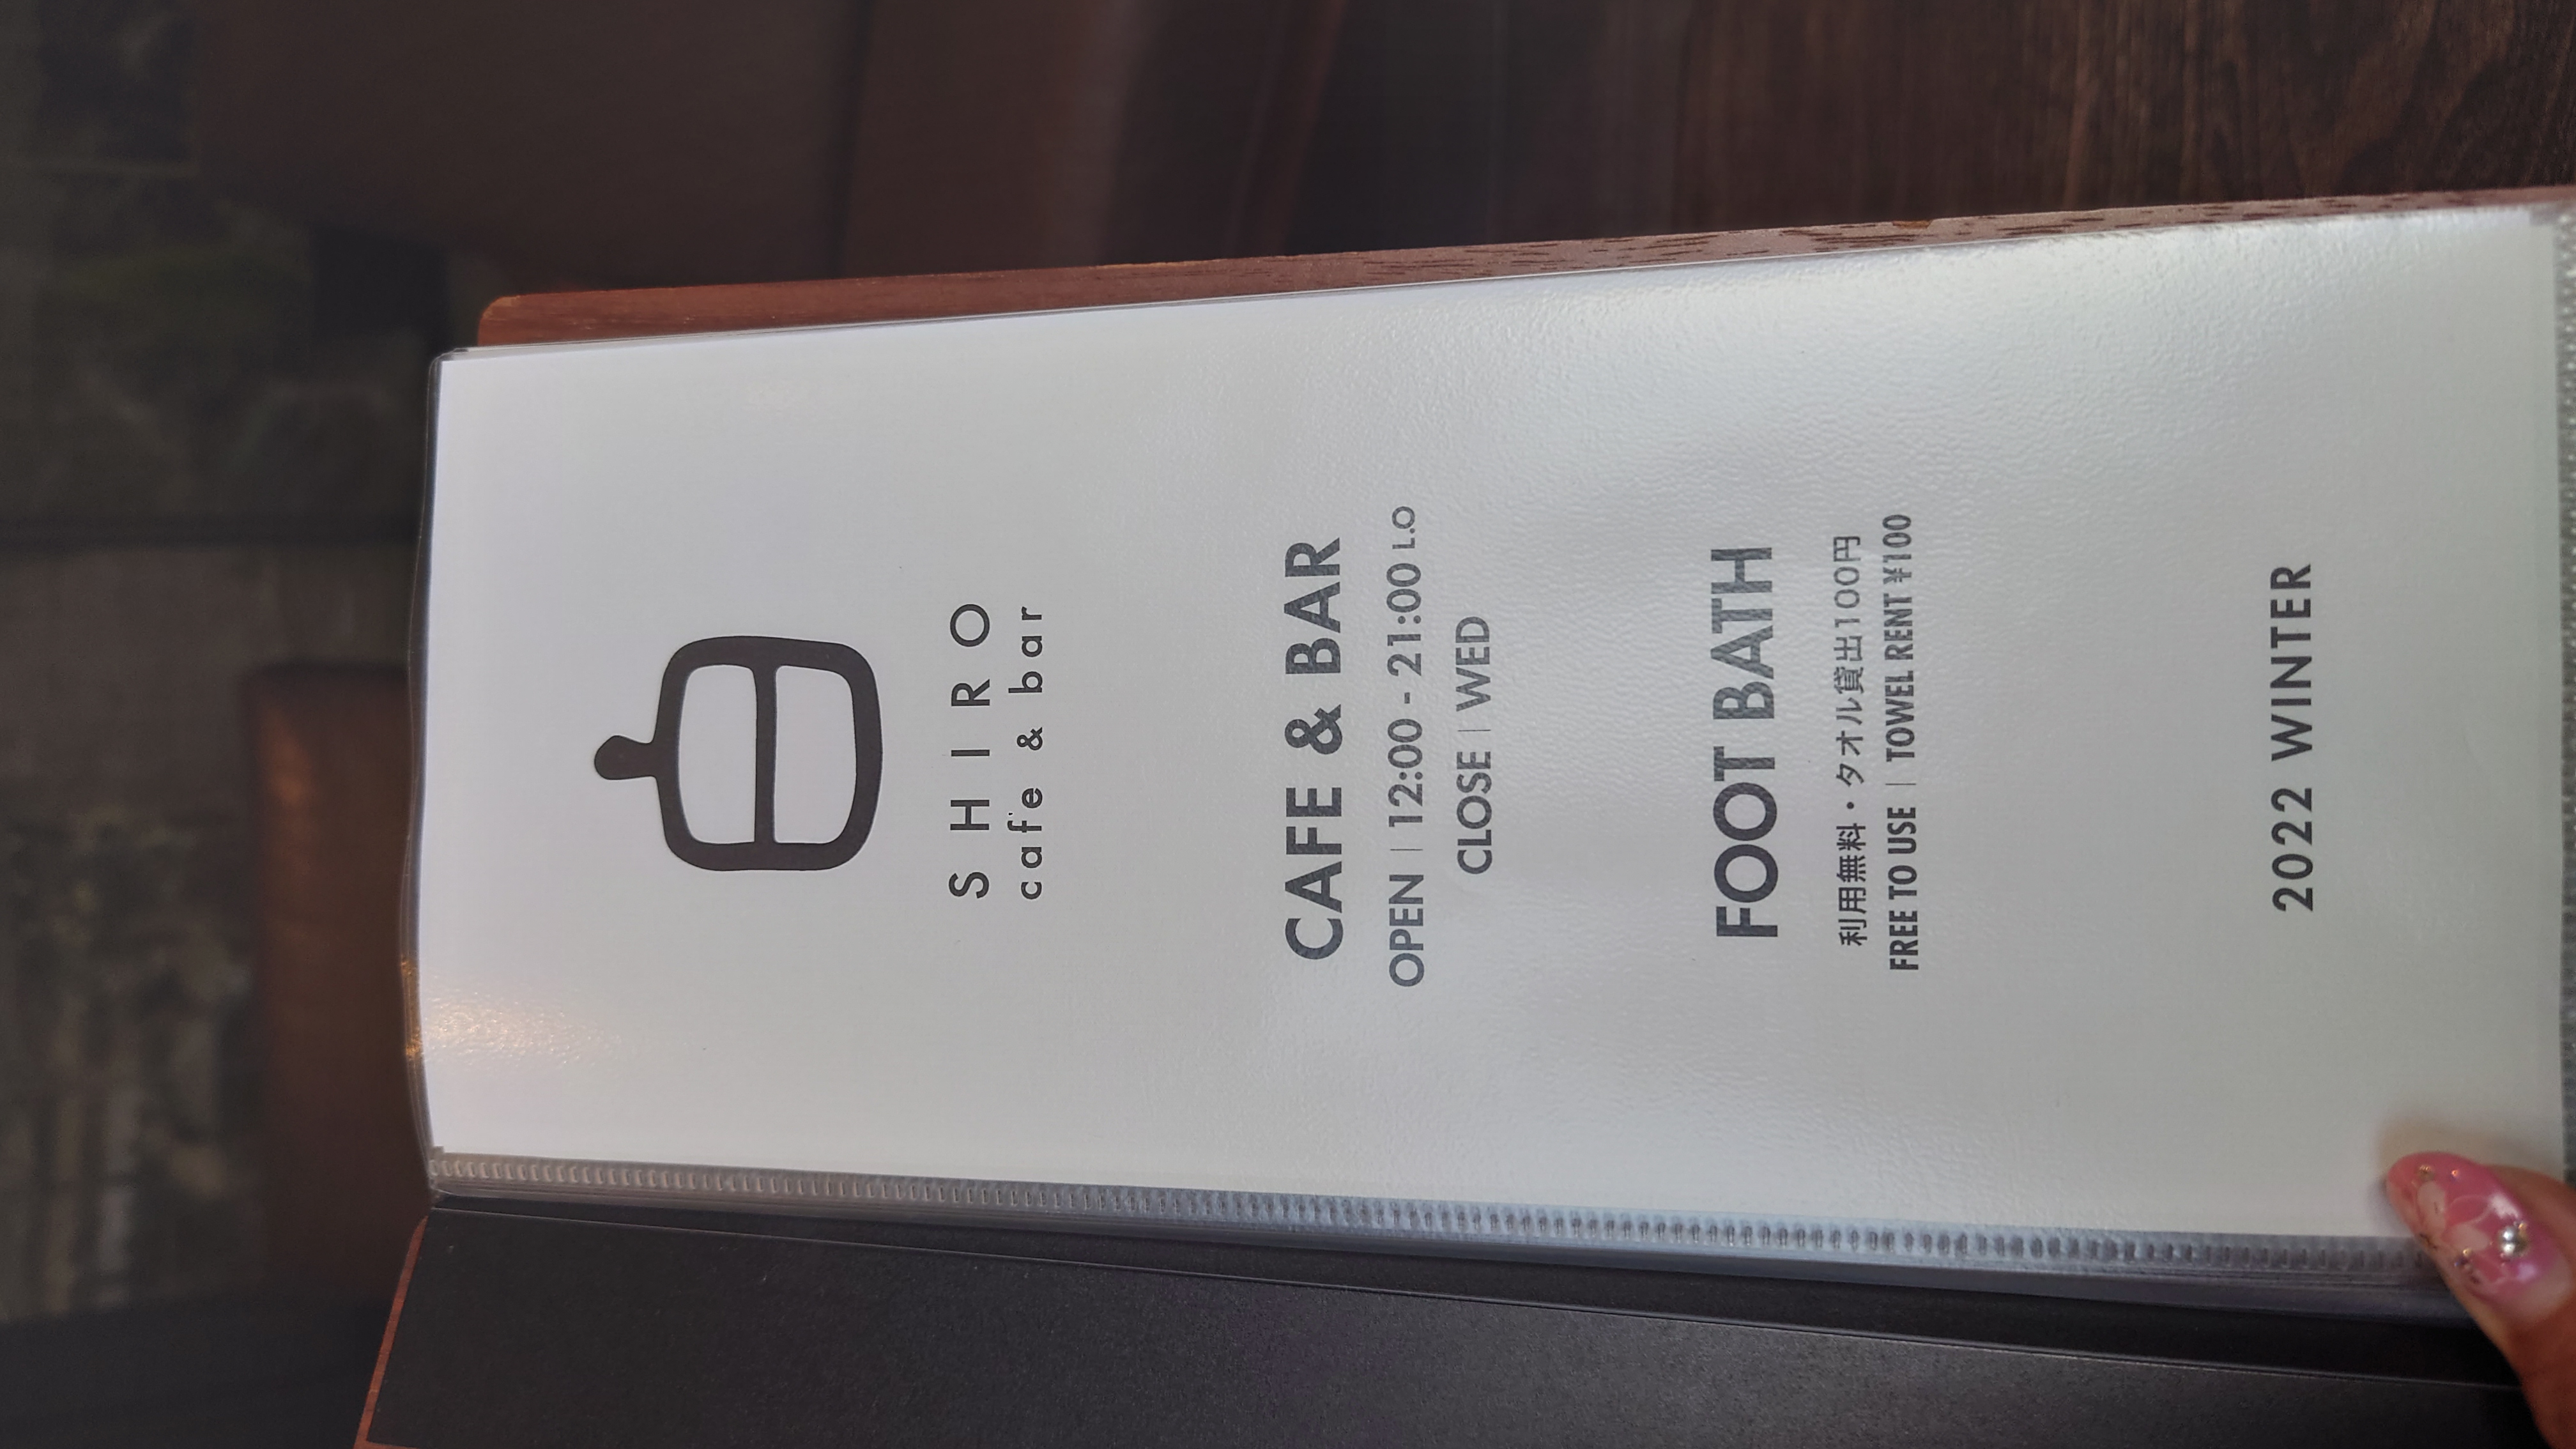 白
SHIRO
cafe & bar
CAFE & BAR
OPEN | 12:00 - 21:00 L.O
CLOSE | WED
FOOT BATH
利用無料・タオル貸出100円
FREE TO USE | TOWEL RENT ¥100
2022 WINTER